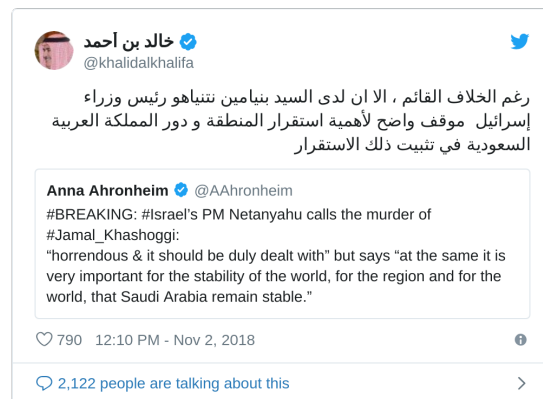 خالد بن أحمد
@khalidalkhalifa
رغم الخلاف القائم ، الا ان لدى السيد بنيامين نتنياهو رئيس وزراء
إسرائيل موقف واضح لأهمية استقرار المنطقة و دور المملكة العربية
السعودية في تثبيت ذلك الاستقرار
Anna Ahronheim @AAhronheim
#BREAKING: #Israel's PM Netanyahu calls the murder of
#Jamal_Khashoggi:
“horrendous & it should be duly dealt with” but says “at the same it is
very important for the stability of the world, for the region and for the
world, that Saudi Arabia remain stable.”
790 12:10 PM - Nov 2, 2018
2,122 people are talking about this